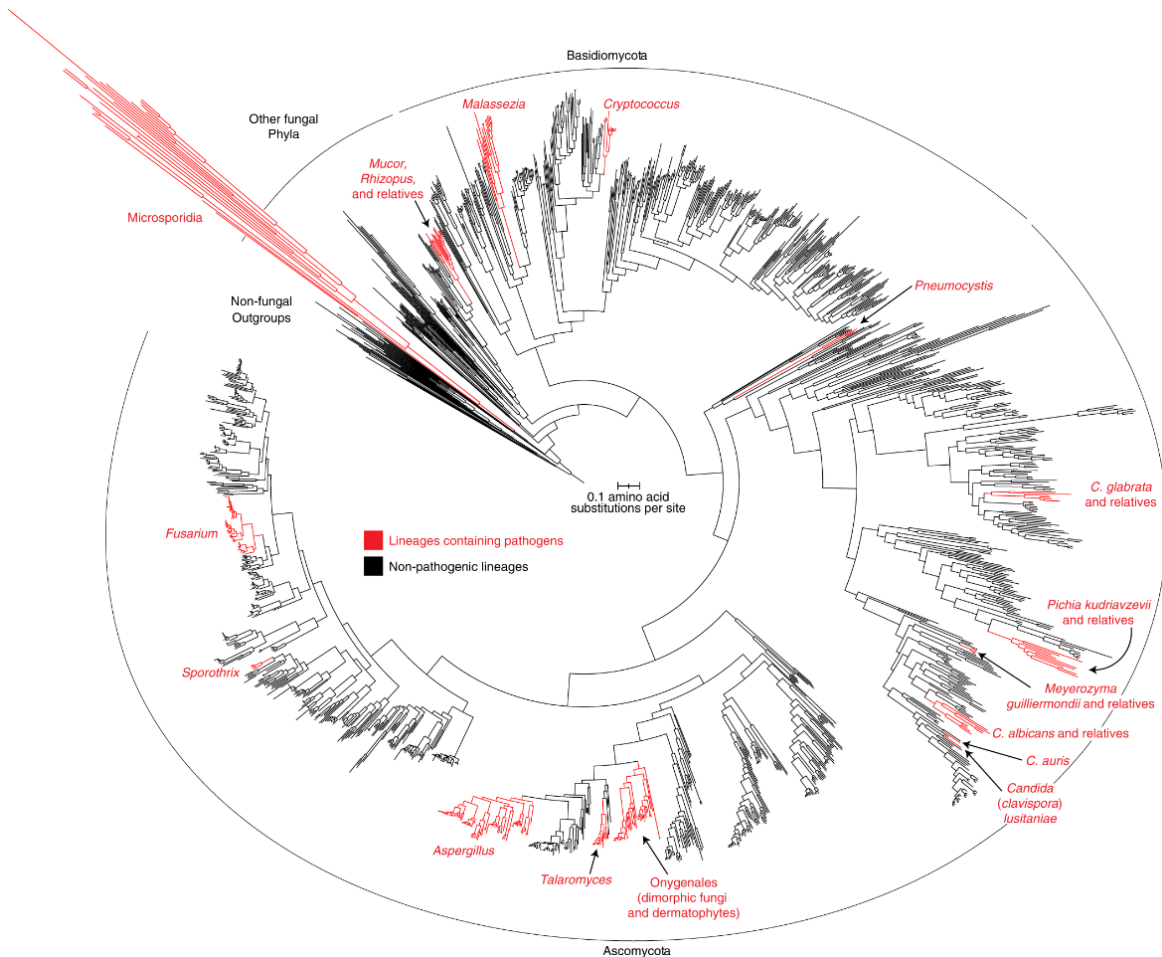 Basidiomycota
Malassezia
Cryptococcus
Other fungal
Phyla
Mucor,
Rhizopus,
and relatives
Microsporidia
Non-fungal
Outgroups
Pneumocystis
0.1 amino acid
substitutions per site
C. glabrata
and relatives
Fusarium
Lineages containing pathogens
Non-pathogenic lineages
Pichia kudriavzevii
and relatives
Sporothrix
Meyerozyma
guilliermondii and relatives
C. albicans and relatives
C. auris
Candida
(clavispora)
lusitaniae
Aspergillus
Talaromyces
Onygenales
(dimorphic fungi
and dermatophytes)
Ascomycota